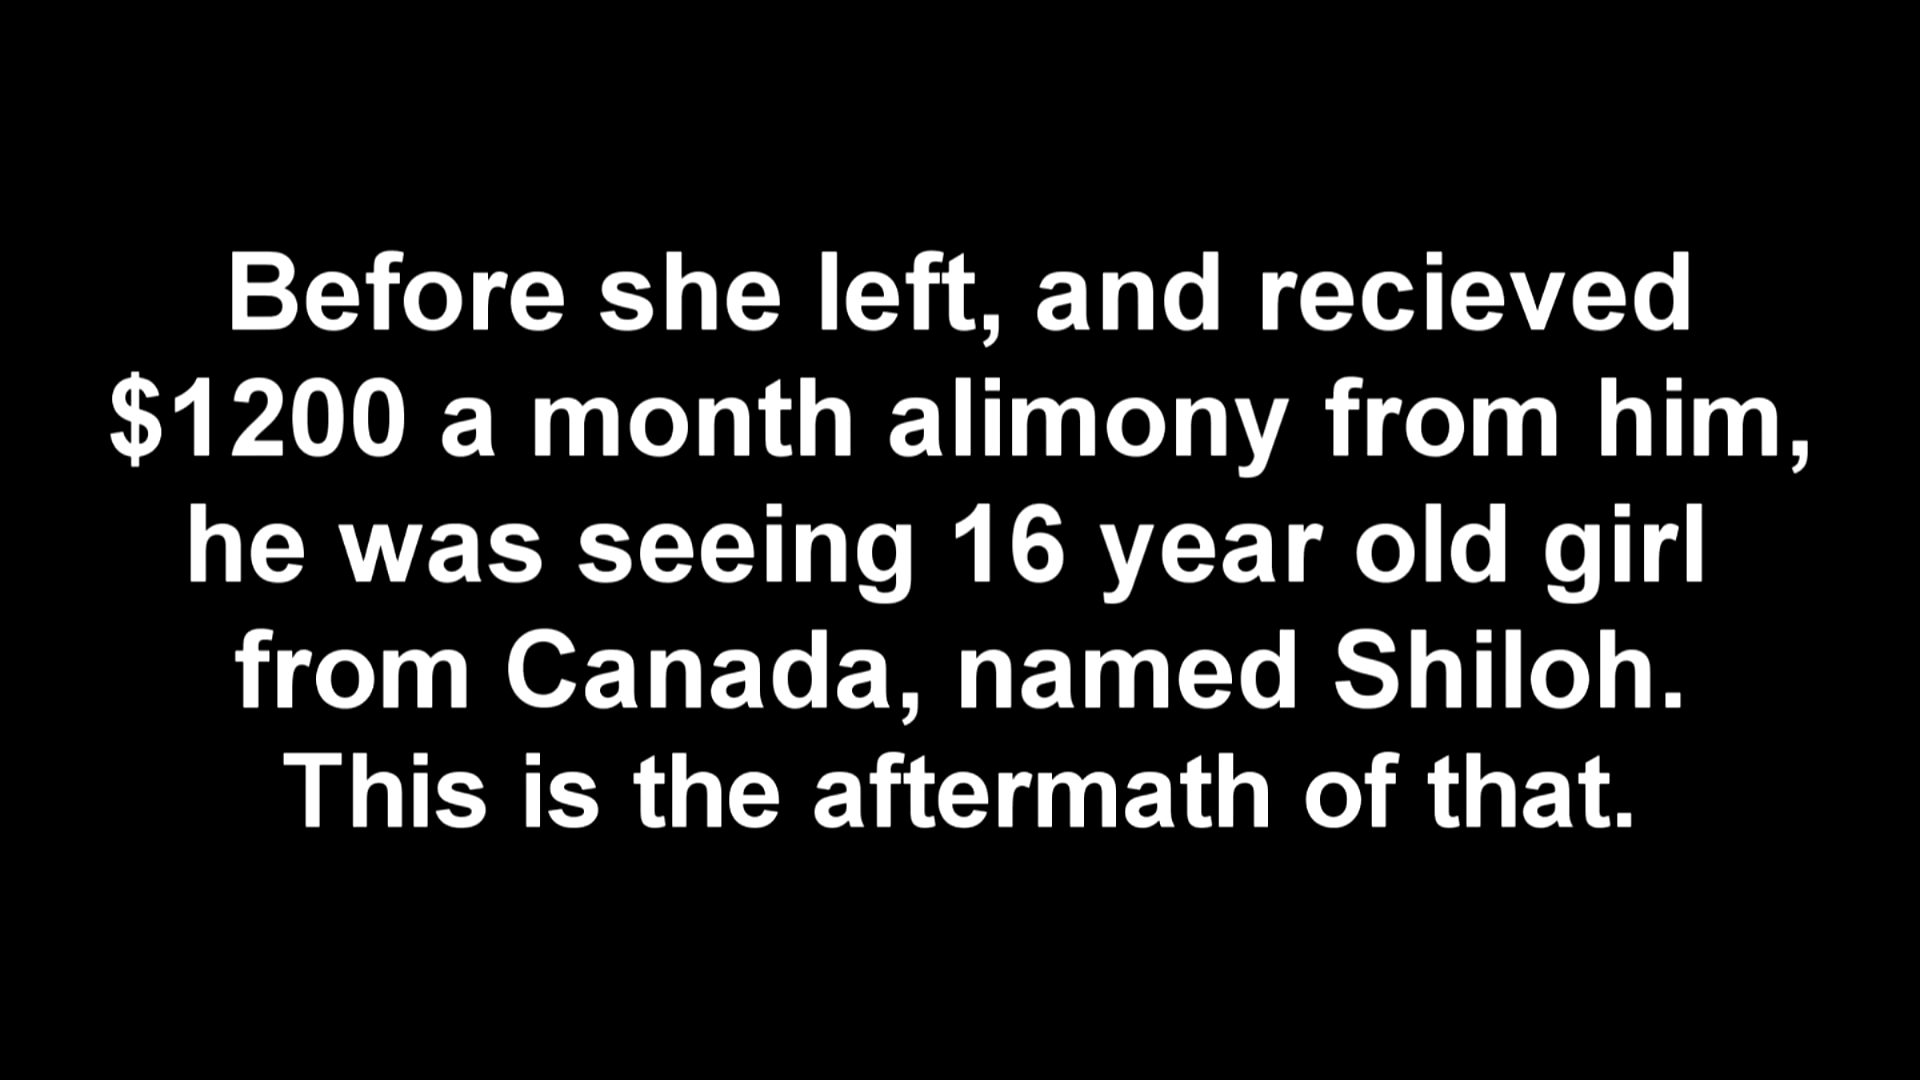 Before she left, and recieved
$1200 a month alimony from him,
he was seeing 16 year old girl
from Canada, named Shiloh.
This is the aftermath of that.